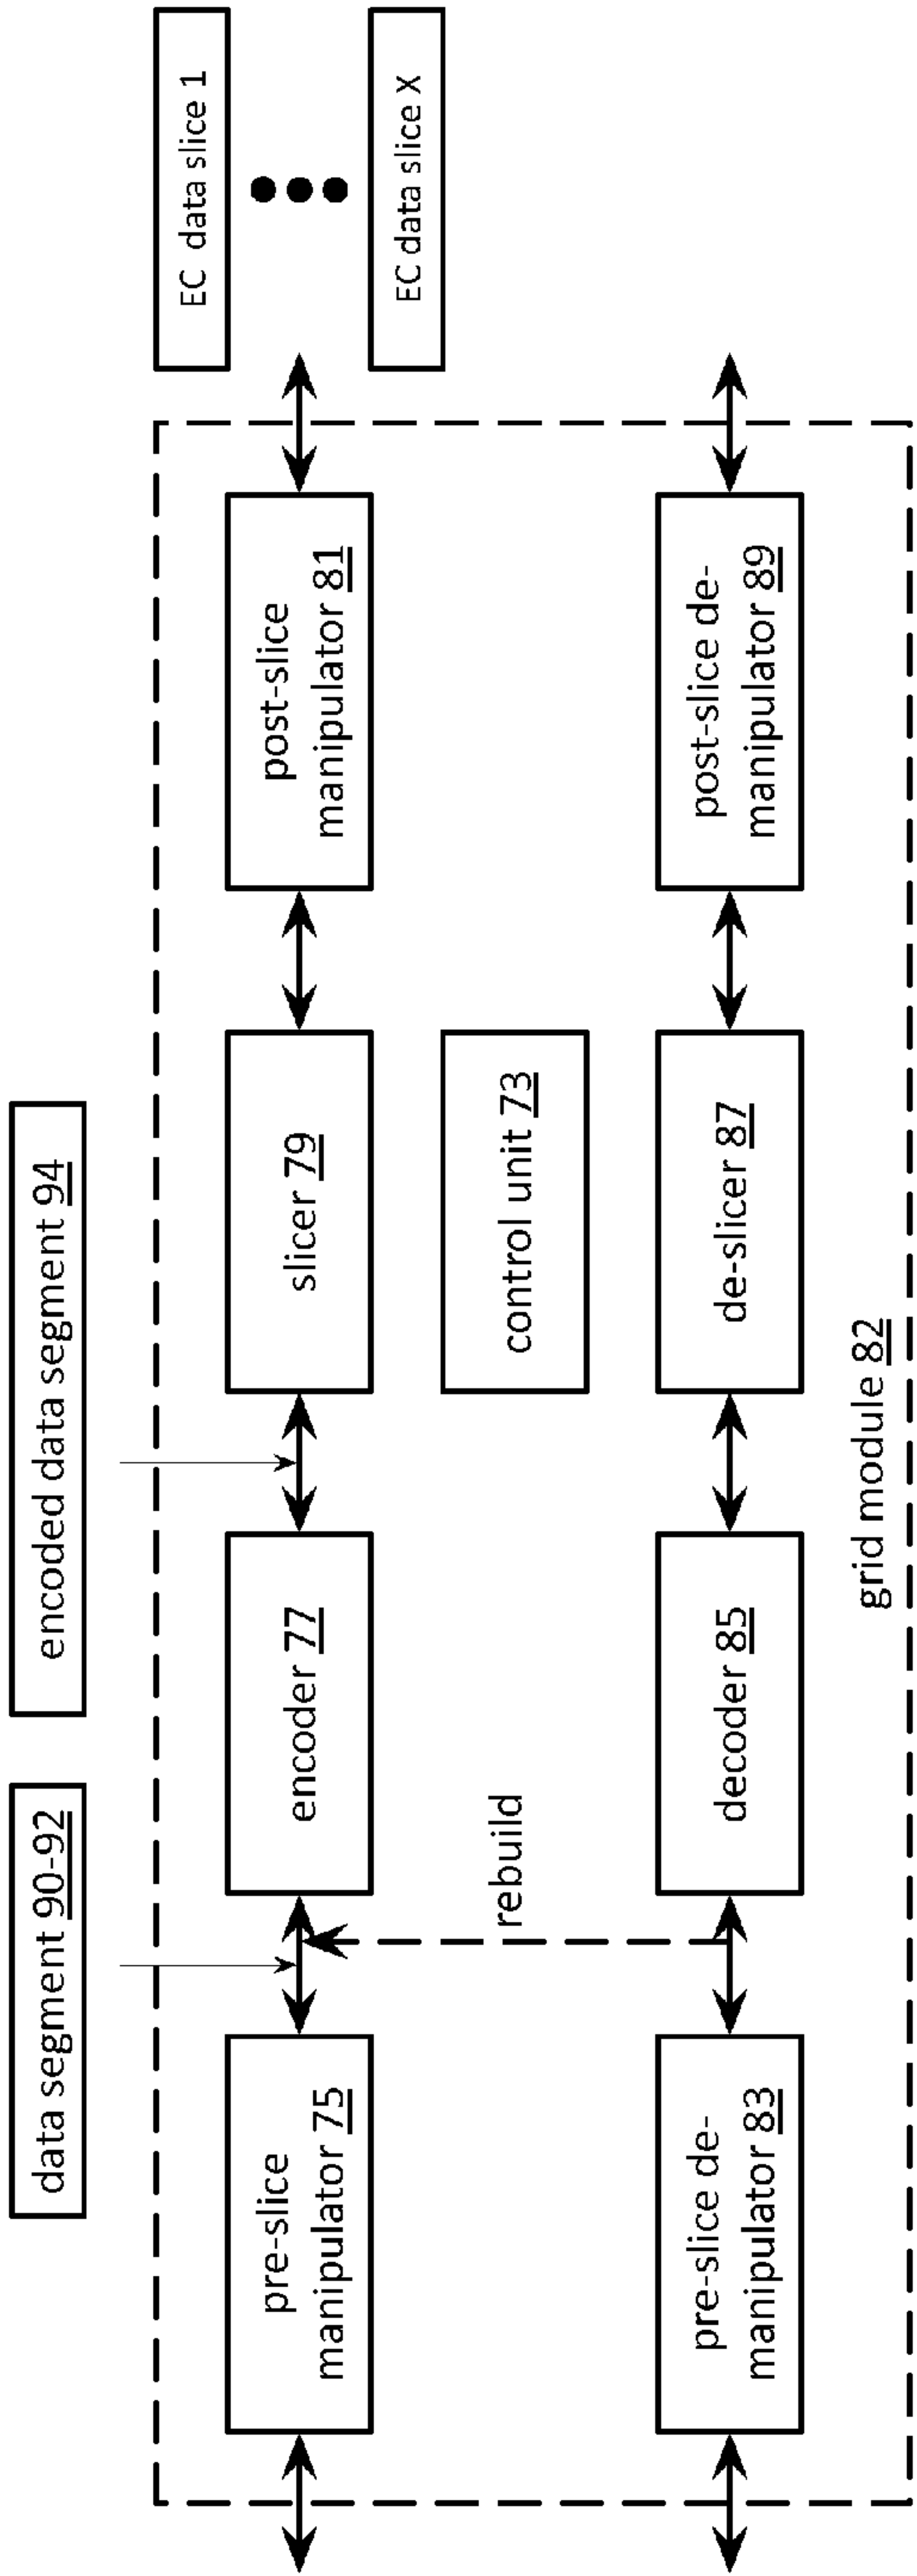 data segment 90-92
encoded data segment 94
EC data slice 1
EC data slice X
pre-slice
manipulator 75
encoder 77
slicer 79
post-slice
manipulator 81
rebuild
control unit 73
pre-slice de-
manipulator 83
decoder 85
de-slicer 87
post-slice de-
manipulator 89
grid module 82